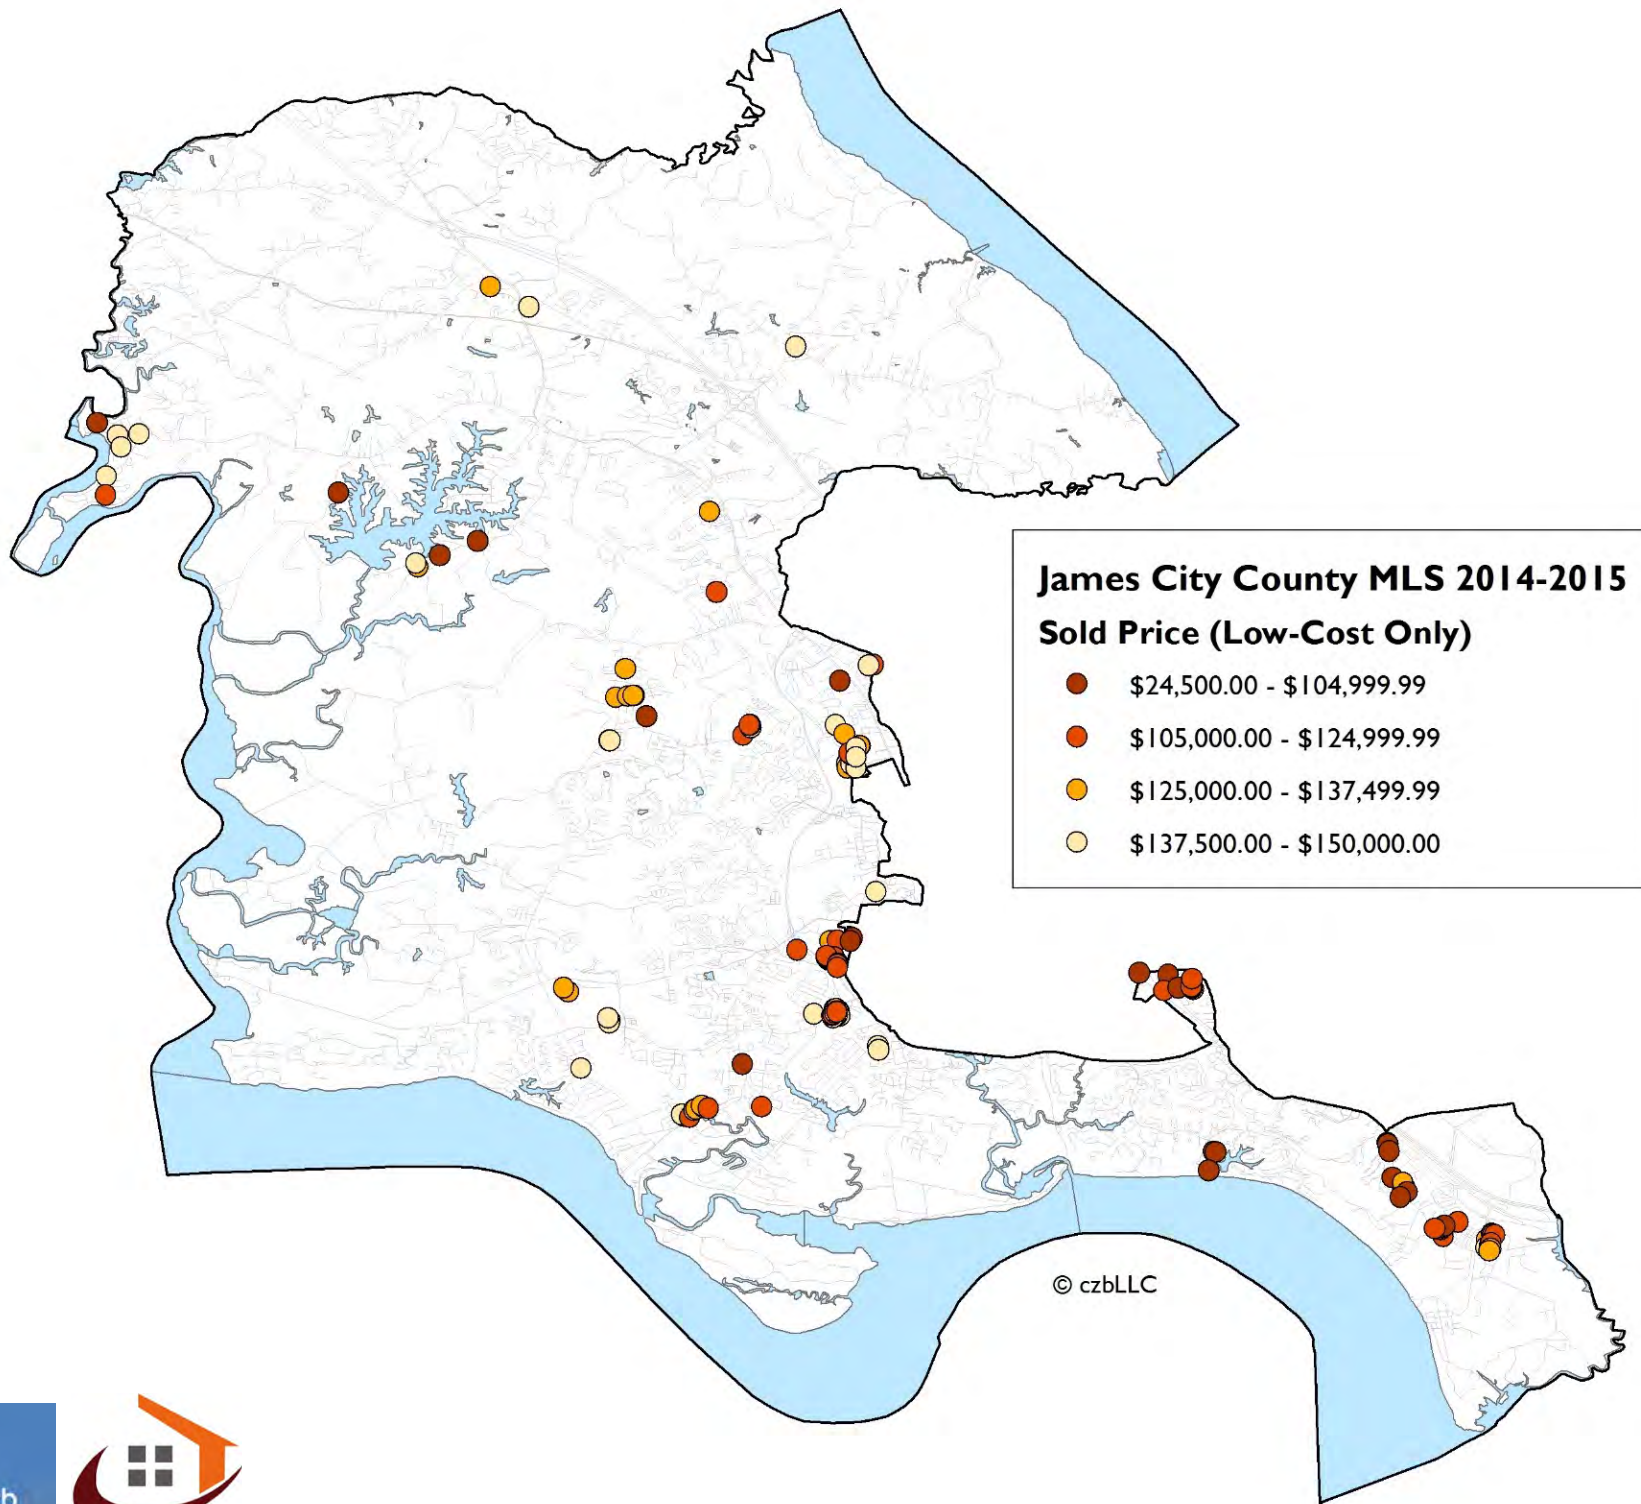 James City County MLS 2014-2015
Sold Price (Low-Cost Only)
$24,500.00 - $104,999.99
$105,000.00 - $124,999.99
$125,000.00 - $137,499.99
$137,500.00 - $150,000.00
© czbLLC